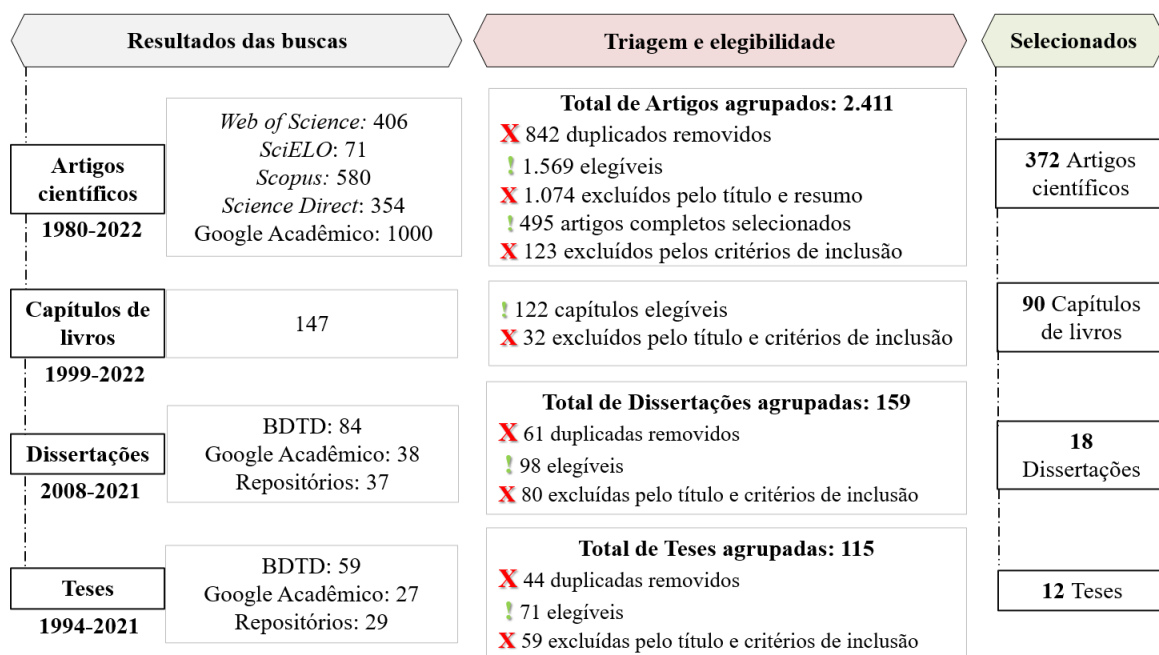 Resultados das buscas
Triagem e elegibilidade
Selecionados
Artigos
científicos
1980-2022
Web of Science: 406
SciELO: 71
Scopus: 580
Science Direct: 354
Google Acadêmico: 1000
Total de Artigos agrupados: 2.411
X 842 duplicados removidos
! 1.569 elegíveis
X 1.074 excluídos pelo título e resumo
! 495 artigos completos selecionados
X 123 excluídos pelos critérios de inclusão
372 Artigos
científicos
Capítulos de
livros
1999-2022
147
! 122 capítulos elegíveis
X 32 excluídos pelo título e critérios de inclusão
90 Capítulos
de livros
Dissertações
2008-2021
BDTD: 84
Google Acadêmico: 38
Repositórios: 37
Total de Dissertações agrupadas: 159
X 61 duplicadas removidos
! 98 elegíveis
X 80 excluídas pelo título e critérios de inclusão
18
Dissertações
Teses
1994-2021
BDTD: 59
Google Acadêmico: 27
Repositórios: 29
Total de Teses agrupadas: 115
X 44 duplicadas removidos
! 71 elegíveis
X 59 excluídas pelo título e critérios de inclusão
12 Teses